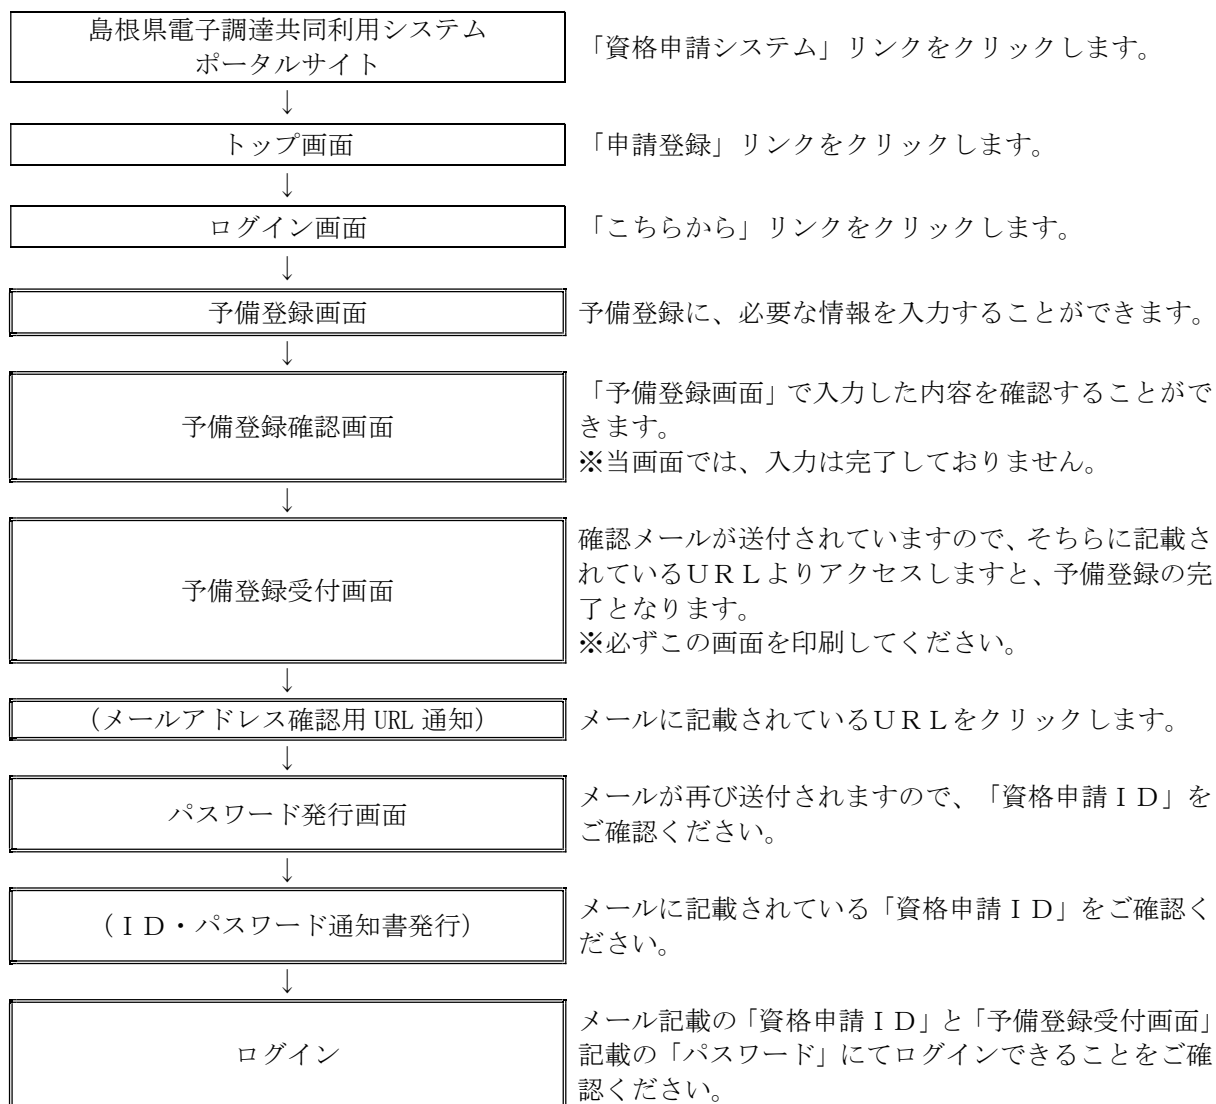 島根県電子調達共同利用システム
ポータルサイト
「資格申請システム」リンクをクリックします。
↓
トップ画面
「申請登録」リンクをクリックします。
↓
ログイン画面
「こちらから」リンクをクリックします。
↓
予備登録画面
予備登録に、必要な情報を入力することができます。
↓
予備登録確認画面
「予備登録画面」で入力した内容を確認することがで
きます。
※当画面では、入力は完了しておりません。
↓
予備登録受付画面
確認メールが送付されていますので、そちらに記載さ
れているＵＲＬよりアクセスしますと、予備登録の完
了となります。
※必ずこの画面を印刷してください。
↓
（メールアドレス確認用 URL 通知）
メールに記載されているＵＲＬをクリックします。
↓
パスワード発行画面
メールが再び送付されますので、「資格申請ＩＤ」を
ご確認ください。
↓
（ＩＤ・パスワード通知書発行）
メールに記載されている「資格申請ＩＤ」をご確認く
ださい。
↓
ログイン
メール記載の「資格申請ＩＤ」と「予備登録受付画面」
記載の「パスワード」にてログインできることをご確
認ください。